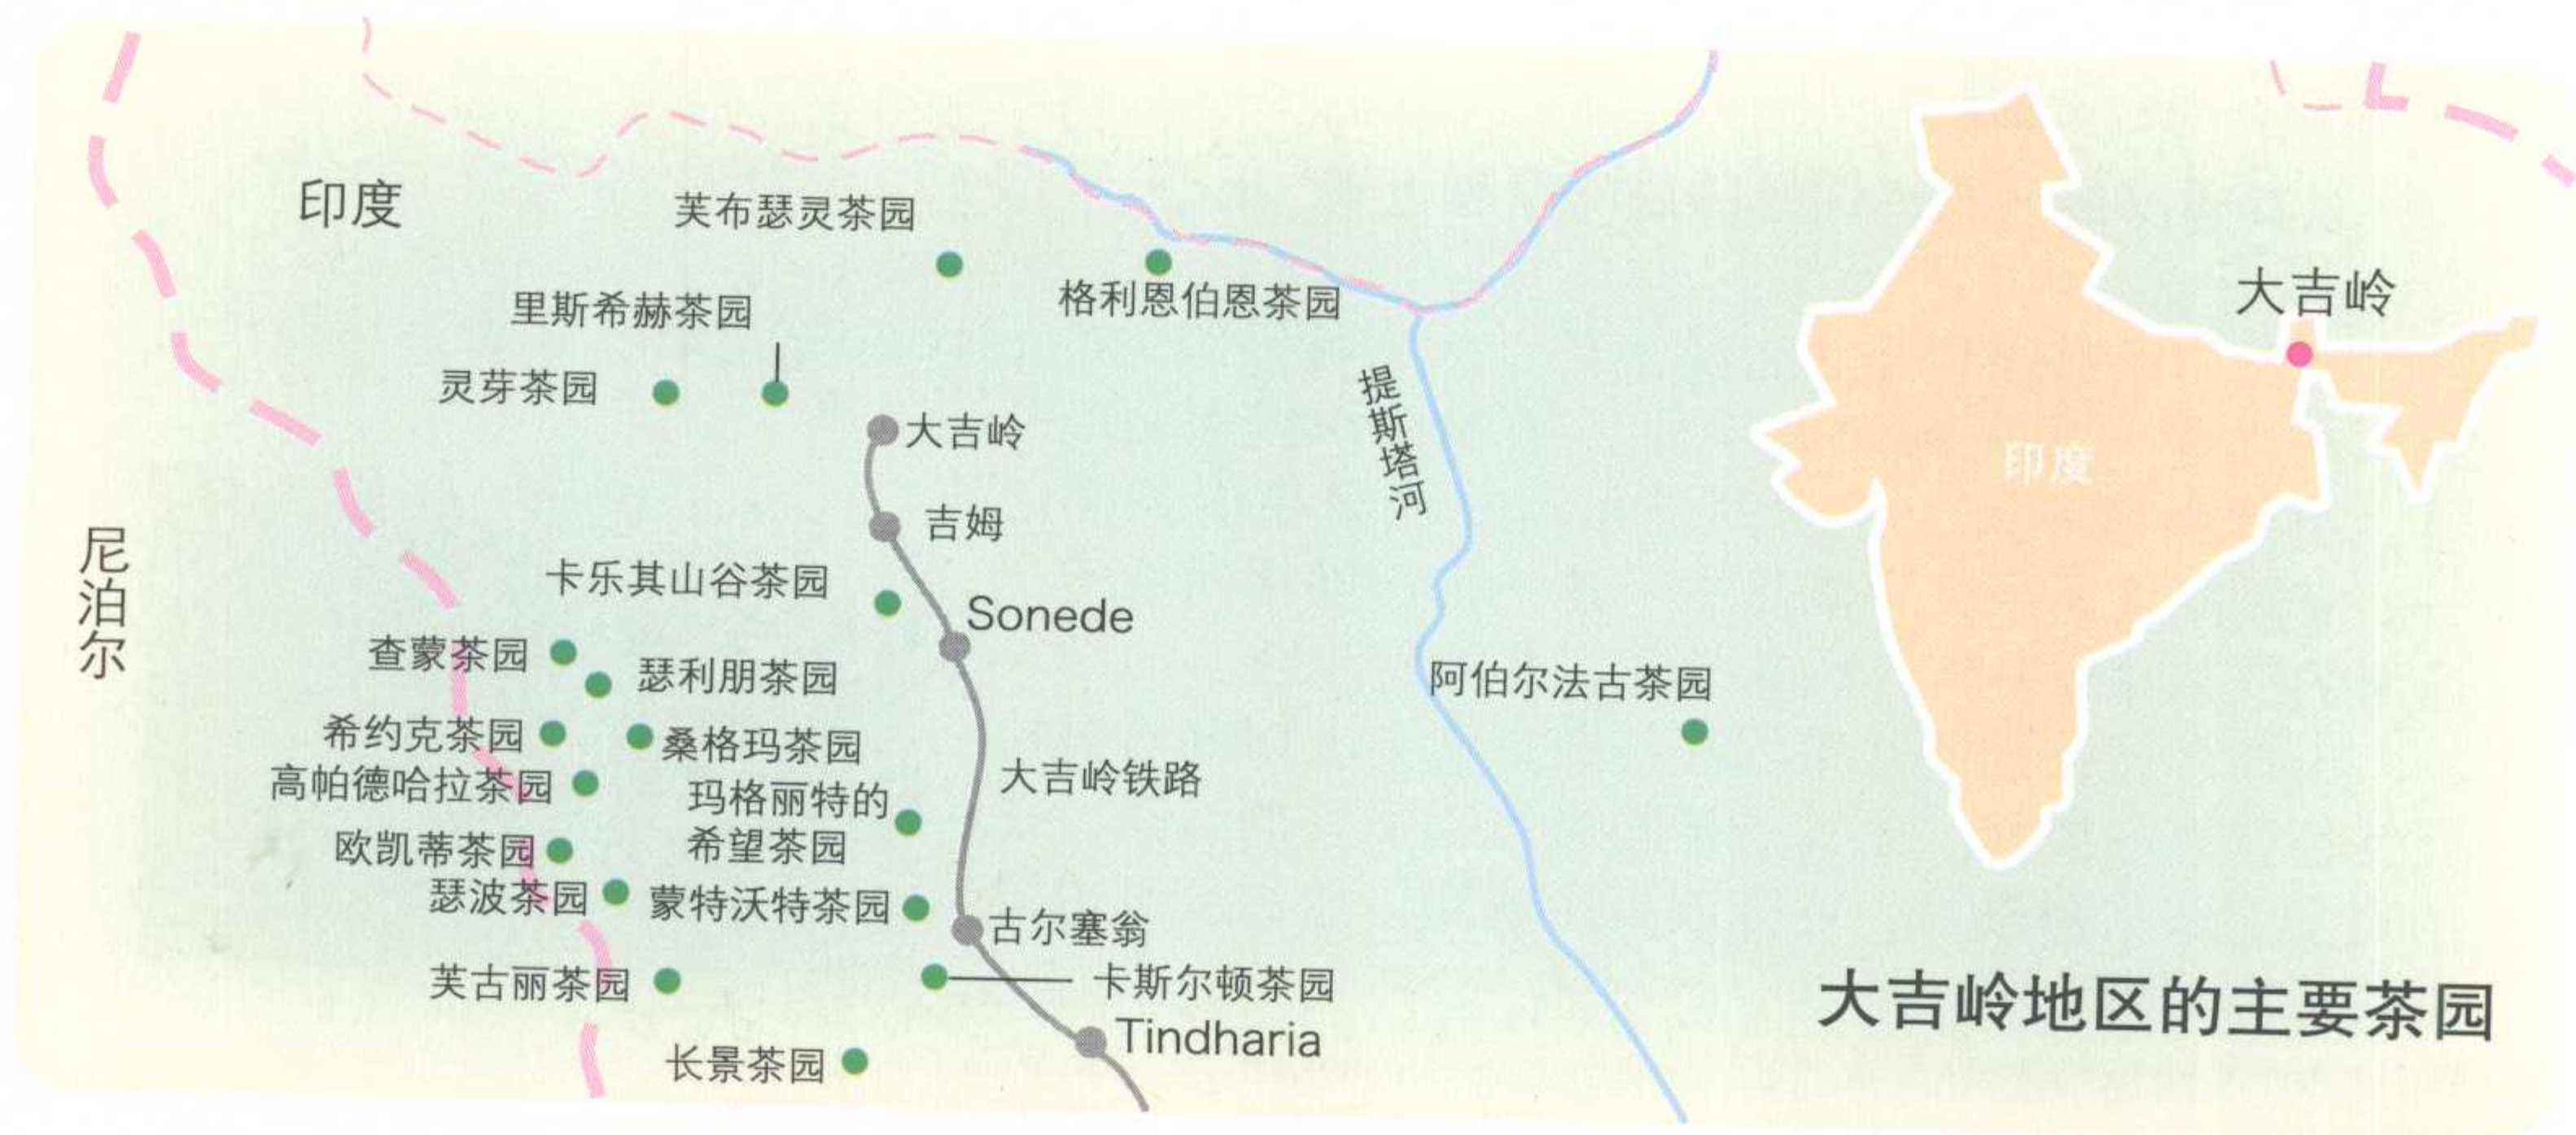 印度
芙布瑟灵茶园
里斯希赫茶园
格利恩伯恩茶园
大吉岭
灵芽茶园
提斯塔河
大吉岭
印度
吉姆
尼泊尔
卡乐其山谷茶园
Sonede
查蒙茶园
瑟利朋茶园
阿伯尔法古茶园
希约克茶园
桑格玛茶园
高帕德哈拉茶园
大吉岭铁路
玛格丽特的
希望茶园
欧凯蒂茶园
瑟波茶园
蒙特沃特茶园
古尔塞翁
芙古丽茶园
卡斯尔顿茶园
Tindharia
长景茶园
大吉岭地区的主要茶园